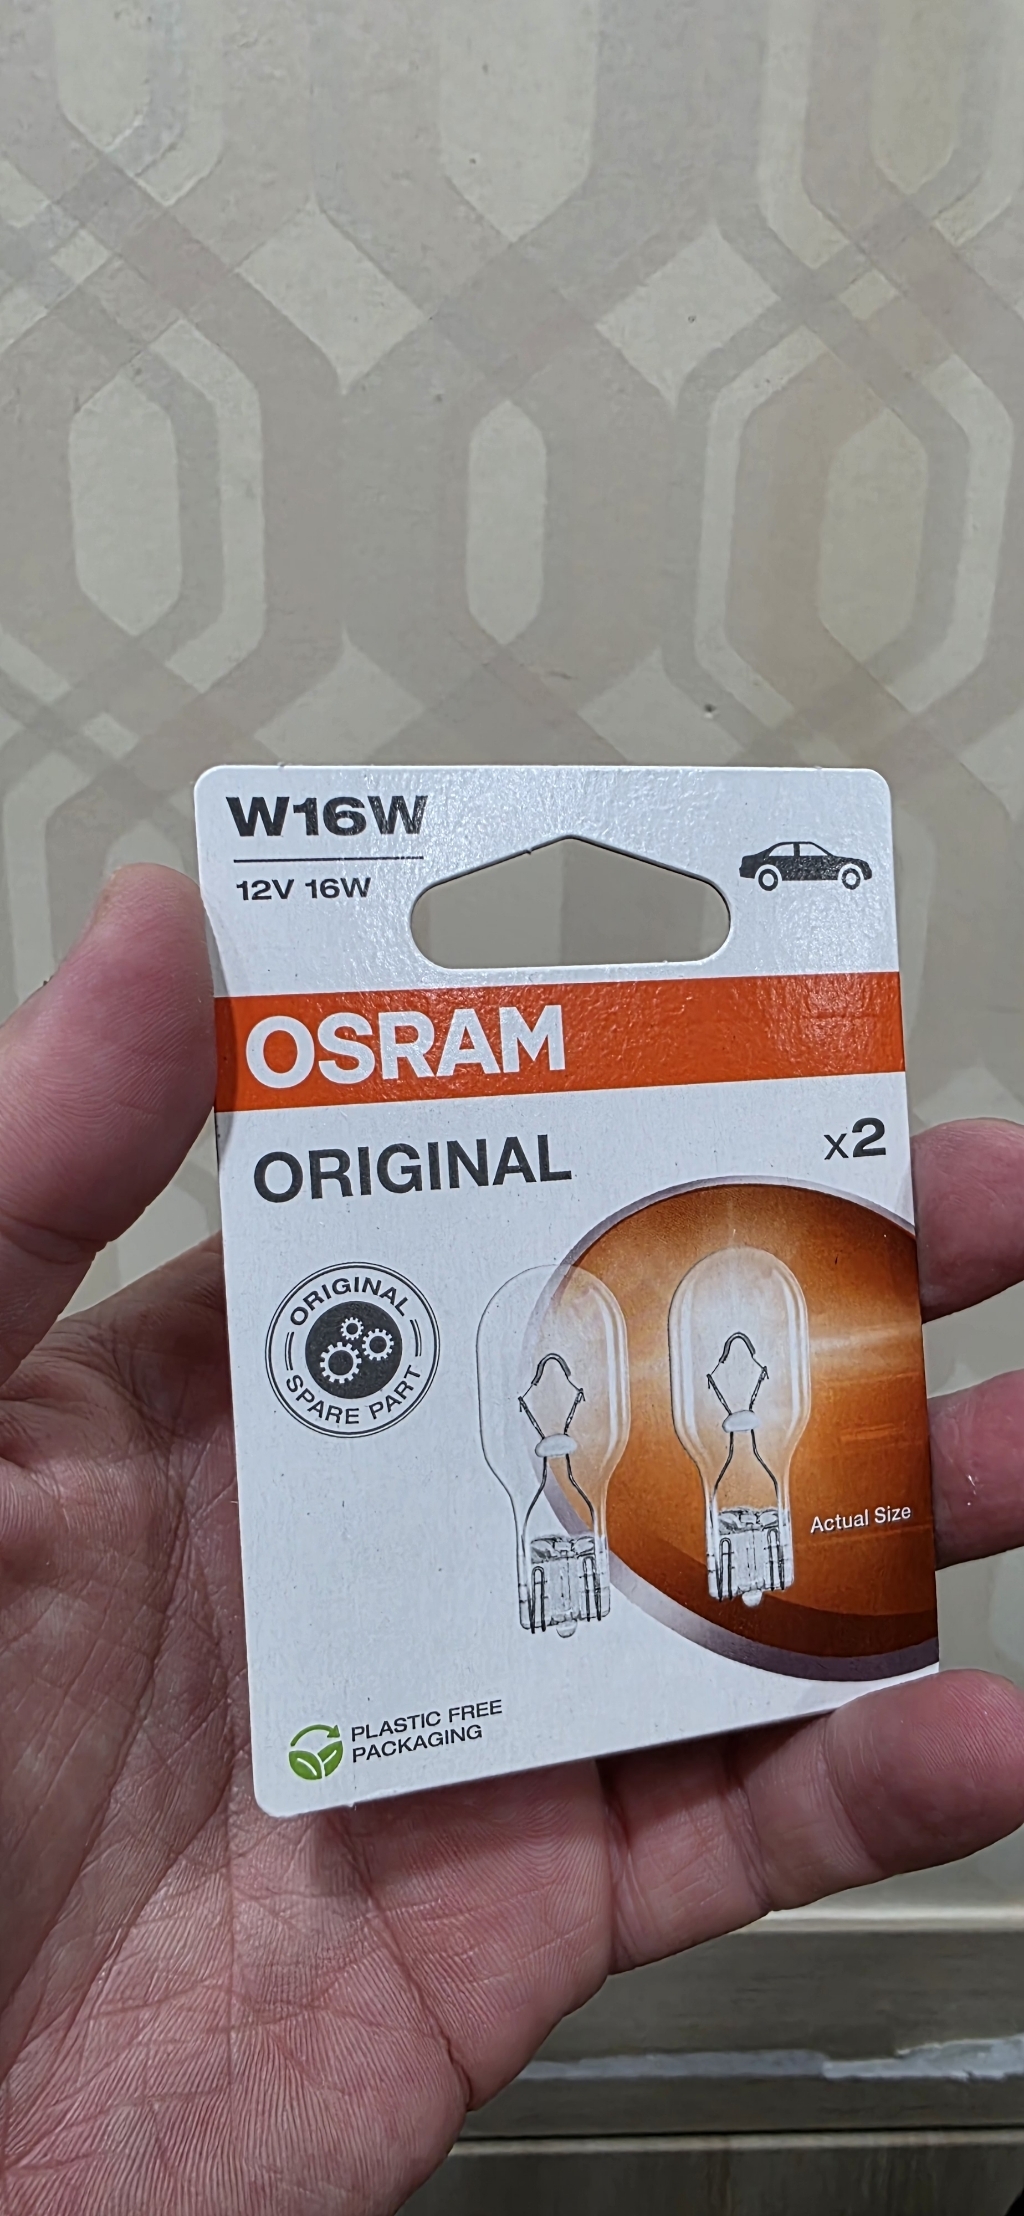 W16W
12V 16W
OSRAM
ORIGINAL
x2
ORIGINAL
SPARE PART
Actual Size
PLASTIC FREE
PACKAGING